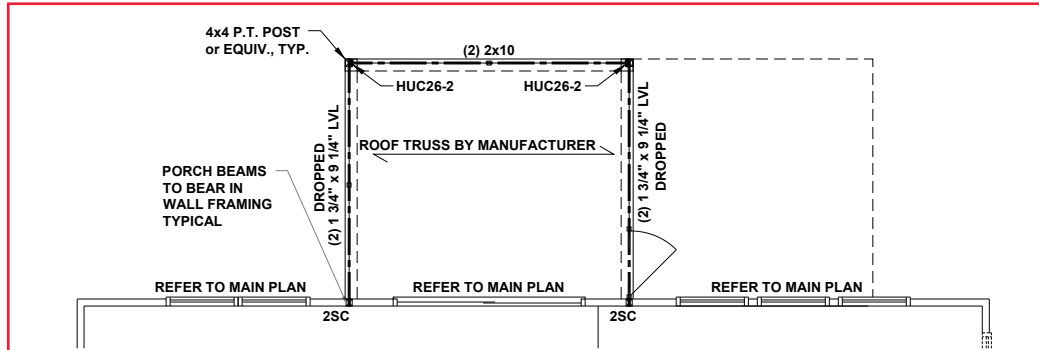 4x4 P.T. POST
or EQUIV., TYP.
(2) 2x10
HUC26-2
HUC26-2
DROPPED
(2) 1 3/4" x 9 1/4" LVL
ROOF TRUSS BY MANUFACTURER
(2) 1 3/4" x 9 1/4" LVL
DROPPED
PORCH BEAMS
TO BEAR IN
WALL FRAMING
TYPICAL
REFER TO MAIN PLAN
REFER TO MAIN PLAN
REFER TO MAIN PLAN
2SC
2SC